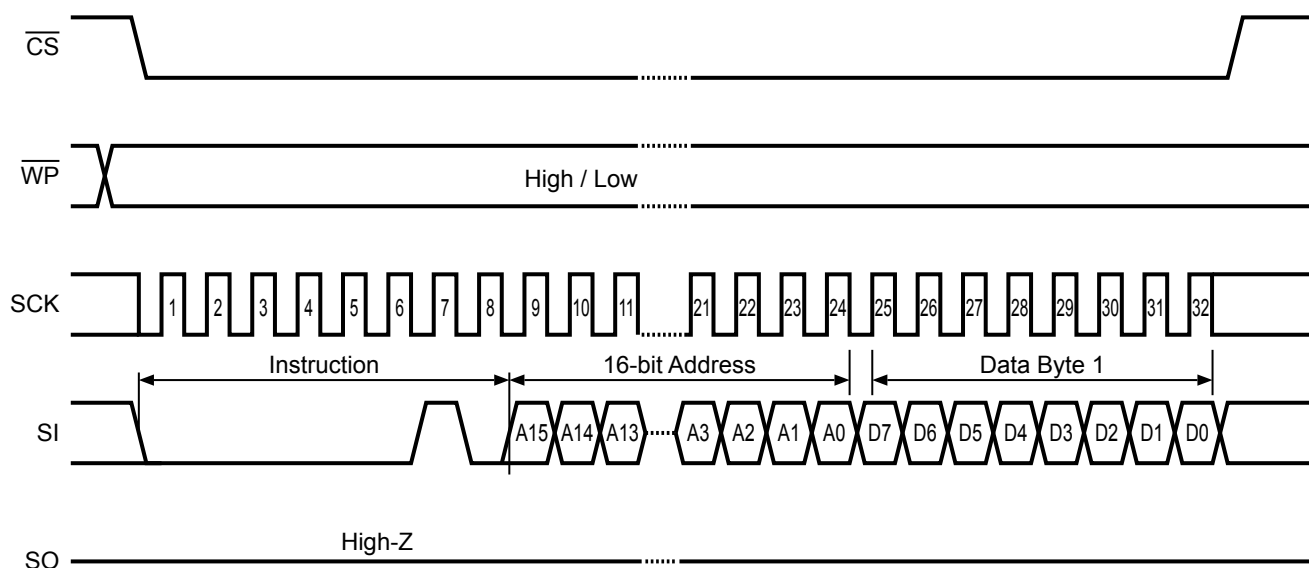 CS
WP
High / Low
SCK
1 2 3 4 5 6 7 8 9 10 11 21 22 23 24 25 26 27 28 29 30 31 32
Instruction 16-bit Address Data Byte 1
SI
A15 A14 A13 A3 A2 A1 A0 D7 D6 D5 D4 D3 D2 D1 D0
High-Z
SO